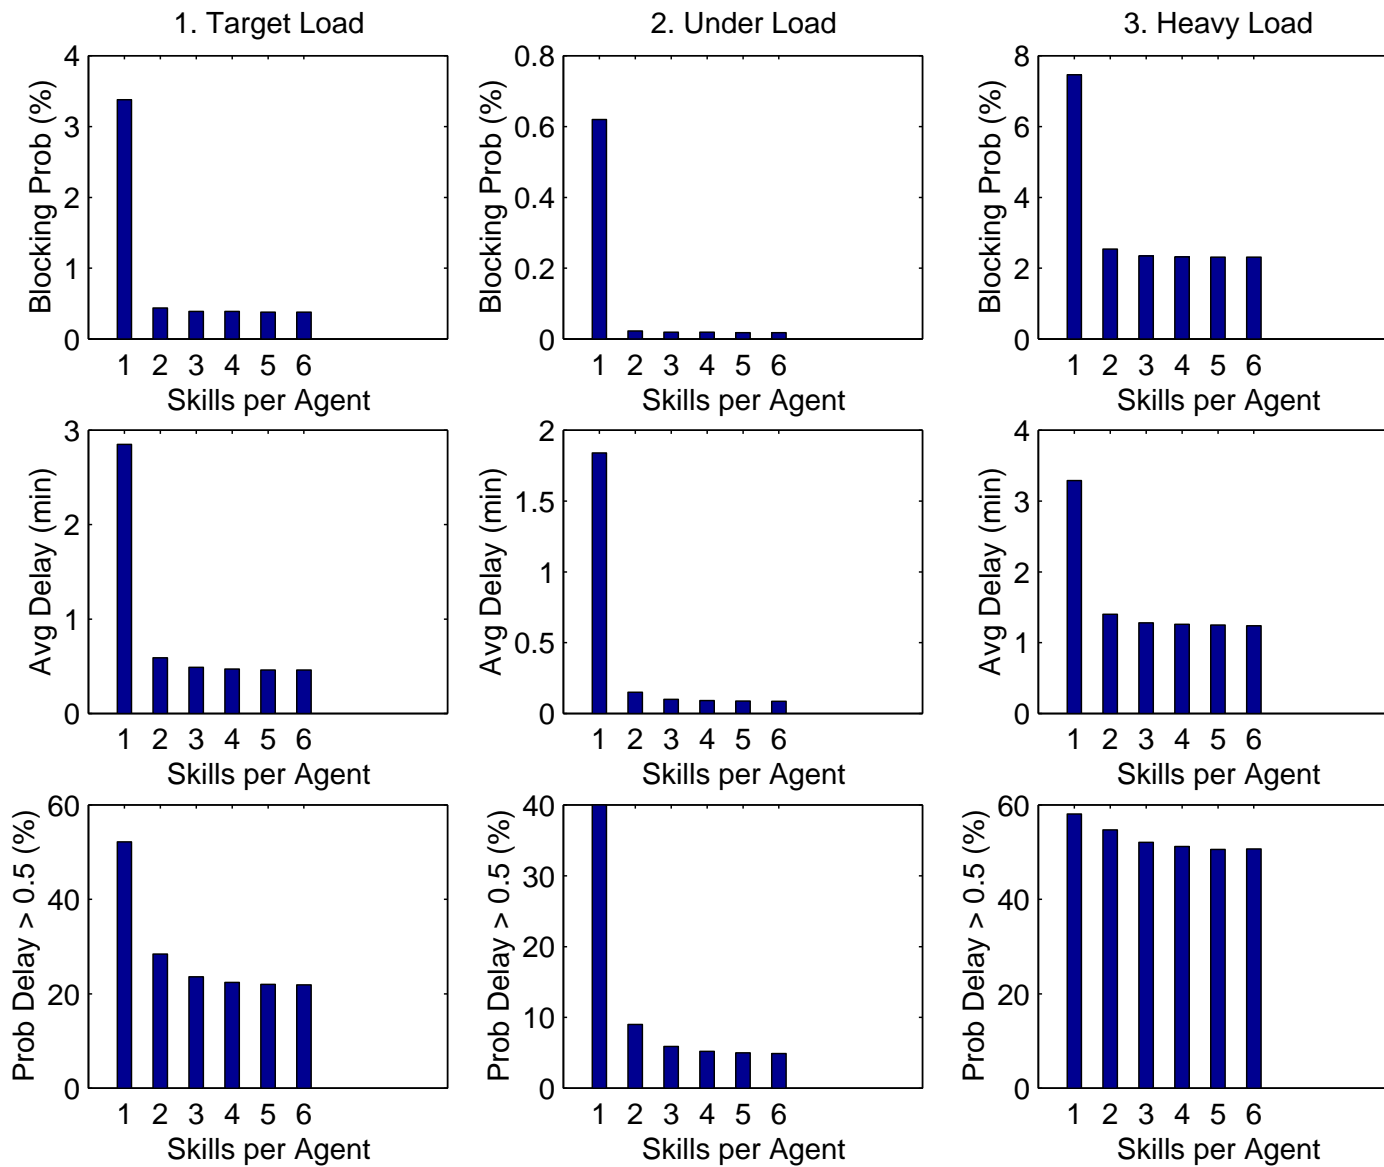 1. Target Load
2. Under Load
3. Heavy Load
Blocking Prob (%)
4
3
2
1
0
1 2 3 4 5 6
Skills per Agent
Blocking Prob (%)
0.8
0.6
0.4
0.2
0
1 2 3 4 5 6
Skills per Agent
Blocking Prob (%)
8
6
4
2
0
1 2 3 4 5 6
Skills per Agent
Avg Delay (min)
3
2
1
0
1 2 3 4 5 6
Skills per Agent
Avg Delay (min)
2
1.5
1
0.5
0
1 2 3 4 5 6
Skills per Agent
Avg Delay (min)
4
3
2
1
0
1 2 3 4 5 6
Skills per Agent
Prob Delay > 0.5 (%)
60
40
20
0
1 2 3 4 5 6
Skills per Agent
Prob Delay > 0.5 (%)
40
30
20
10
0
1 2 3 4 5 6
Skills per Agent
Prob Delay > 0.5 (%)
60
40
20
0
1 2 3 4 5 6
Skills per Agent